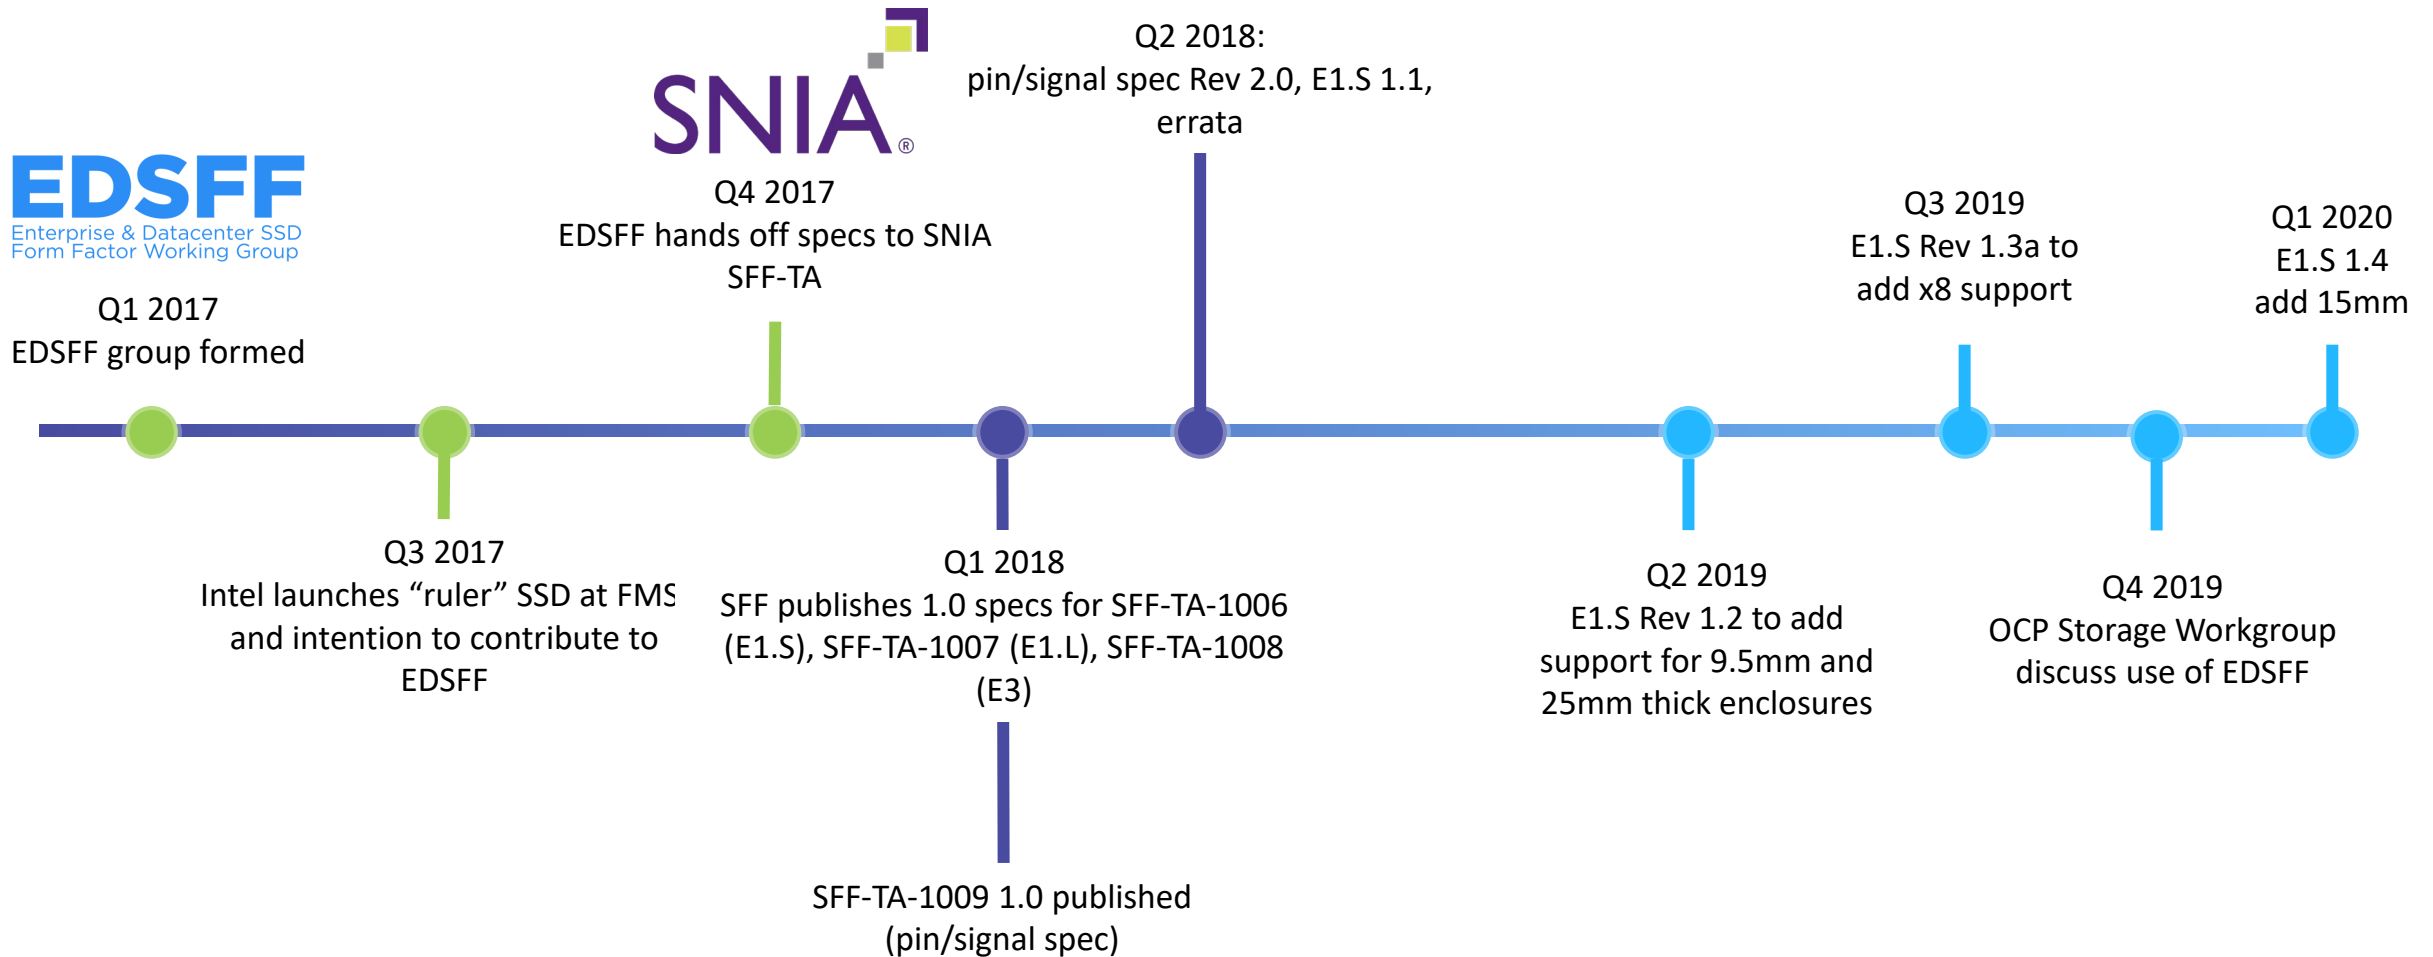 EDSFF
Enterprise & Datacenter SSD
Form Factor Working Group
Q1 2017
EDSFF group formed
Q3 2017
Intel launches “ruler” SSD at FMS
and intention to contribute to
EDSFF
SNIA®
Q4 2017
EDSFF hands off specs to SNIA
SFF-TA
Q1 2018
SFF publishes 1.0 specs for SFF-TA-1006
(E1.S), SFF-TA-1007 (E1.L), SFF-TA-1008
(E3)
SFF-TA-1009 1.0 published
(pin/signal spec)
Q2 2018:
pin/signal spec Rev 2.0, E1.S 1.1,
errata
Q2 2019
E1.S Rev 1.2 to add
support for 9.5mm and
25mm thick enclosures
Q3 2019
E1.S Rev 1.3a to
add x8 support
Q4 2019
OCP Storage Workgroup
discuss use of EDSFF
Q1 2020
E1.S 1.4
add 15mm